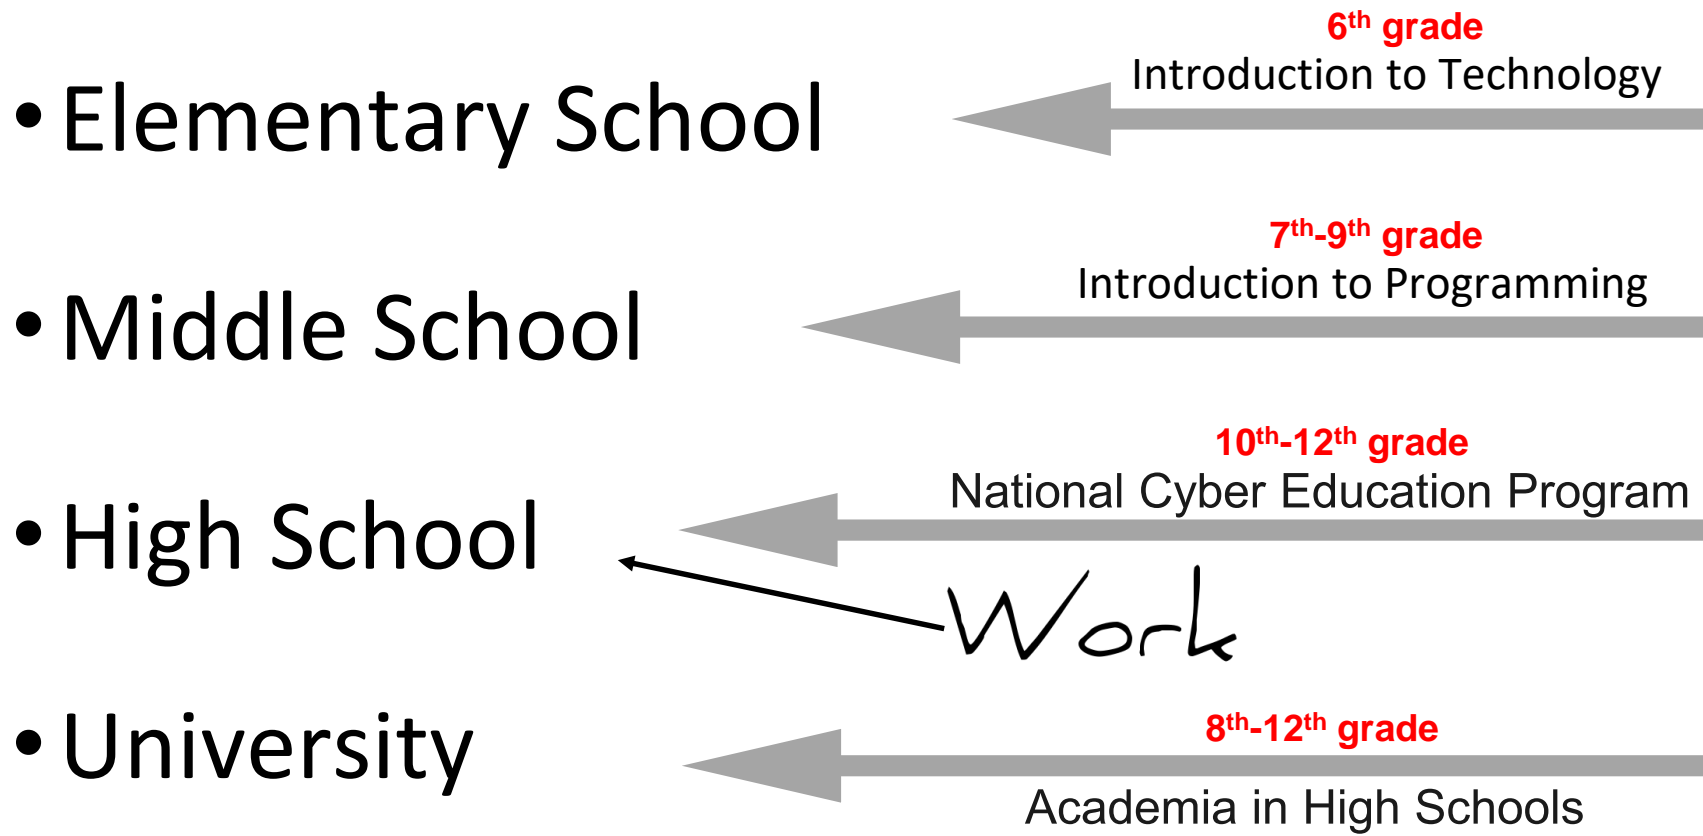 6th grade
Introduction to Technology
• Elementary School
7th-9th grade
Introduction to Programming
• Middle School
10th-12th grade
National Cyber Education Program
• High School
Work
8th-12th grade
• University
Academia in High Schools